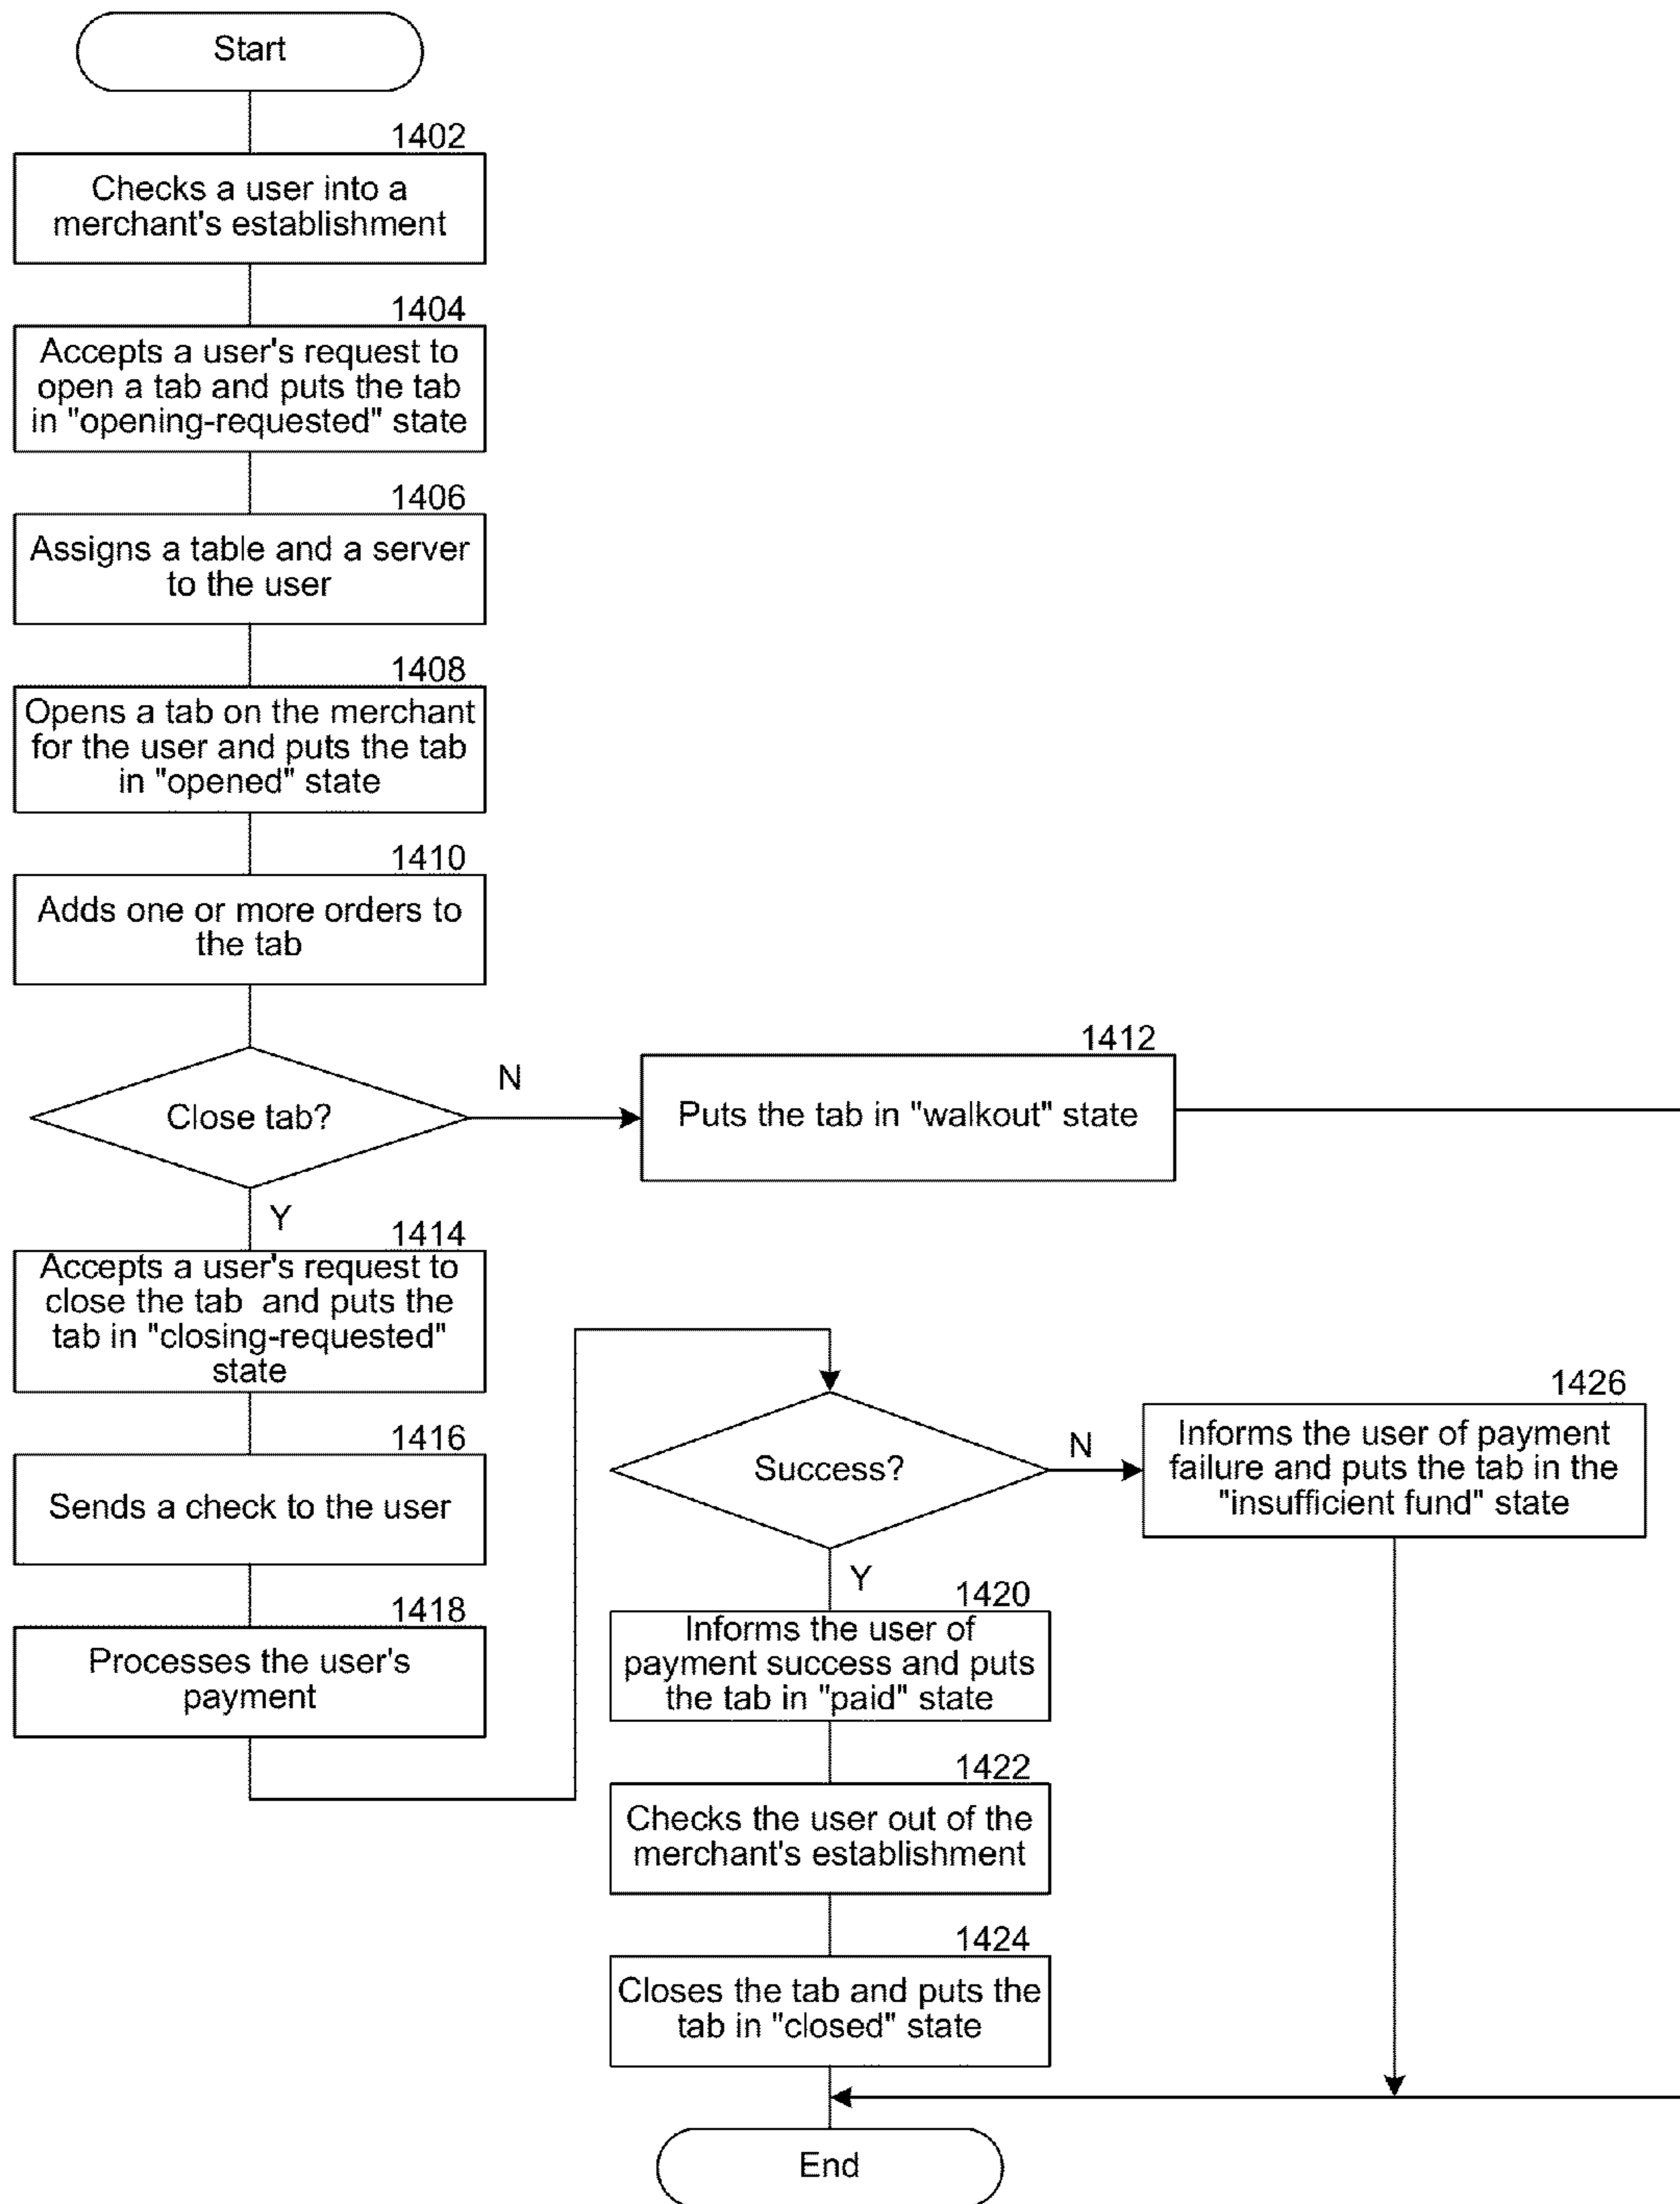 Start
1402
Checks a user into a
merchant's establishment
1404
Accepts a user's request to
open a tab and puts the tab
in "opening-requested" state
1406
Assigns a table and a server
to the user
1408
Opens a tab on the merchant
for the user and puts the tab
in "opened" state
1410
Adds one or more orders to
the tab
Close tab?
N
1412
Puts the tab in "walkout" state
Y
1414
Accepts a user's request to
close the tab and puts the
tab in "closing-requested"
state
1416
Sends a check to the user
1418
Processes the user's
payment
Success?
N
1426
Informs the user of payment
failure and puts the tab in the
"insufficient fund" state
Y
1420
Informs the user of
payment success and puts
the tab in "paid" state
1422
Checks the user out of the
merchant's establishment
1424
Closes the tab and puts the
tab in "closed" state
End